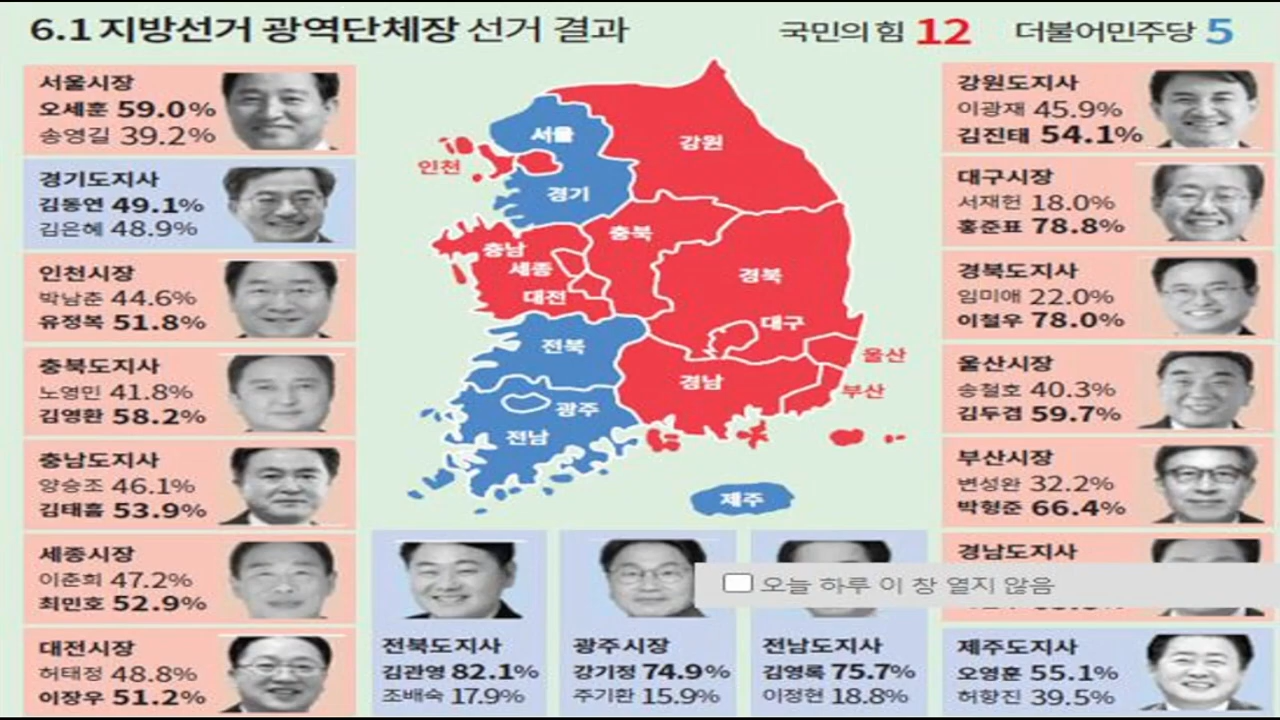 6.1 지방선거 광역단체장 선거 결과
국민의힘 12 더불어민주당 5
서울시장
오세훈 59.0%
송영길 39.2%
경기도지사
김동연 49.1%
김은혜 48.9%
인천시장
박남춘 44.6%
유정복 51.8%
충북도지사
노영민 41.8%
김영환 58.2%
충남도지사
양승조 46.1%
김태흠 53.9%
세종시장
이준희 47.2%
최민호 52.9%
대전시장
허태정 48.8%
이장우 51.2%
서울
인천
경기
강원
충남
세종
대전
충북
경북
대구
울산
부산
경남
전북
광주
전남
제주
전북도지사
김관영 82.1%
조배숙 17.9%
광주시장
강기정 74.9%
주기환 15.9%
전남도지사
김영록 75.7%
이정현 18.8%
강원도지사
이광재 45.9%
김진태 54.1%
대구시장
서재헌 18.0%
홍준표 78.8%
경북도지사
임미애 22.0%
이철우 78.0%
울산시장
송철호 40.3%
김두겸 59.7%
부산시장
변성완 32.2%
박형준 66.4%
경남도지사
오늘 하루 이 창 열지 않음
제주도지사
오영훈 55.1%
허향진 39.5%